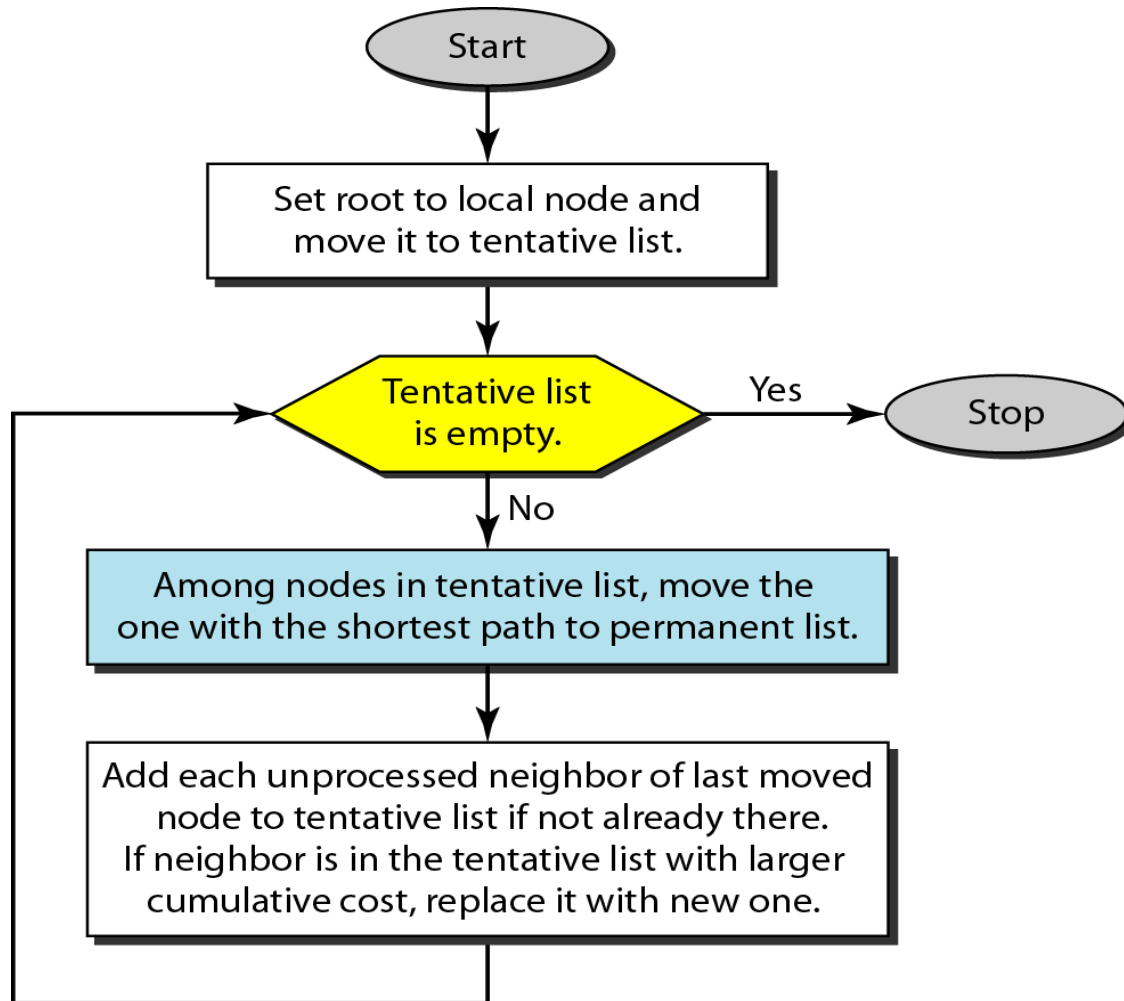 Start
Set root to local node and
move it to tentative list.
Tentative list
is empty.
Yes
Stop
No
Among nodes in tentative list, move the
one with the shortest path to permanent list.
Add each unprocessed neighbor of last moved
node to tentative list if not already there.
If neighbor is in the tentative list with larger
cumulative cost, replace it with new one.